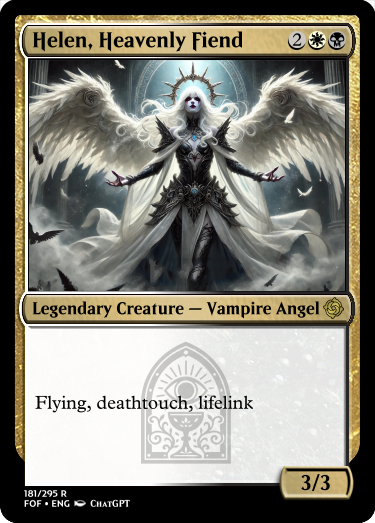 Helen, Heavenly Fiend 2
Legendary Creature — Vampire Angel
Flying, deathtouch, lifelink
181/295 R
FOF • ENG ChatGPT
3/3